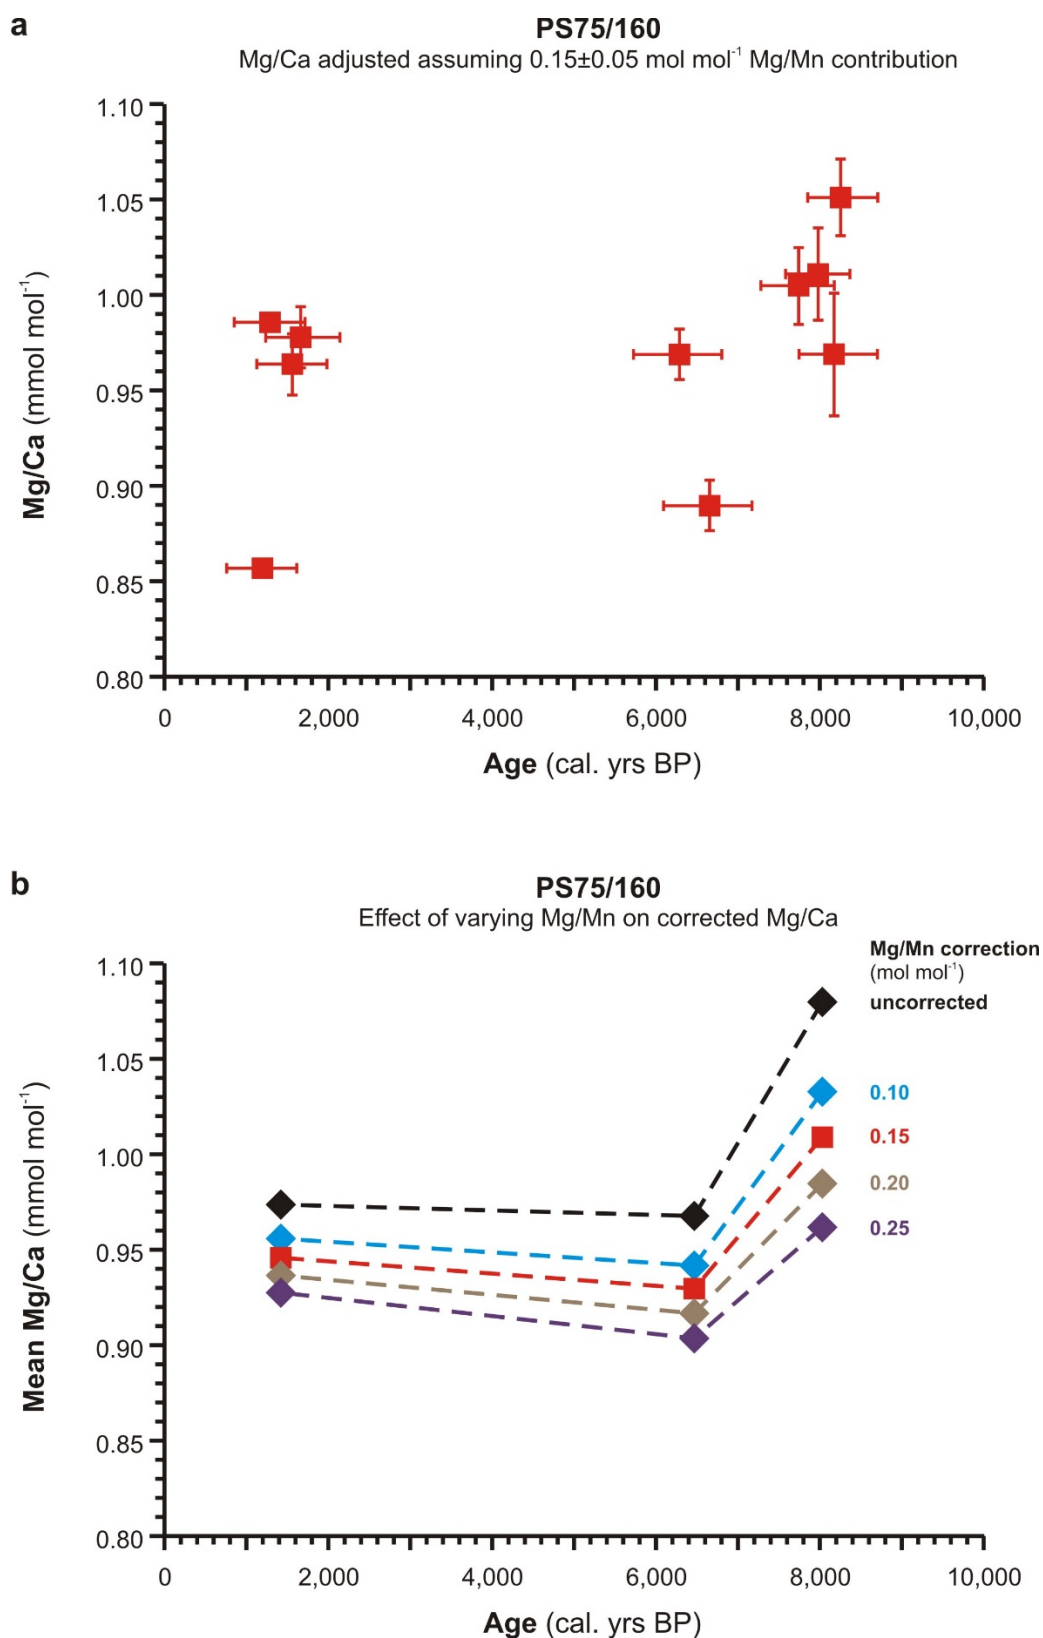 a
PS75/160
Mg/Ca adjusted assuming 0.15±0.05 mol mol⁻¹ Mg/Mn contribution
Mg/Ca (mmol mol⁻¹)
1.10
1.05
1.00
0.95
0.90
0.85
0.80
0 2,000 4,000 6,000 8,000 10,000
Age (cal. yrs BP)
b
PS75/160
Effect of varying Mg/Mn on corrected Mg/Ca
Mean Mg/Ca (mmol mol⁻¹)
1.10
1.05
1.00
0.95
0.90
0.85
0.80
Mg/Mn correction
(mol mol⁻¹)
uncorrected
0.10
0.15
0.20
0.25
0 2,000 4,000 6,000 8,000 10,000
Age (cal. yrs BP)